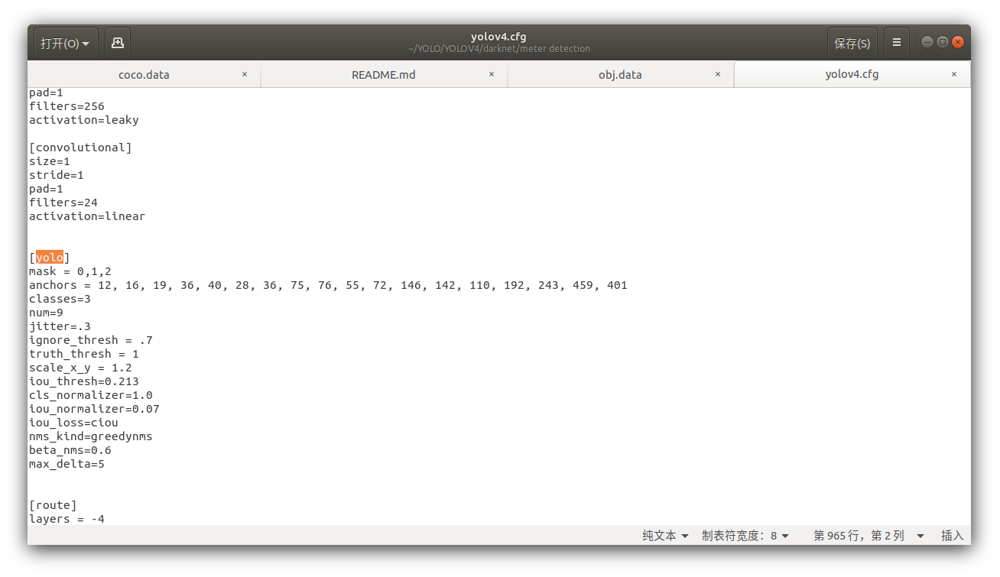 打开(O)
yolov4.cfg
~/YOLO/YOLOV4/darknet/meter detection
保存(S)
coco.data
README.md
obj.data
yolov4.cfg
pad=1
filters=256
activation=leaky
[convolutional]
size=1
stride=1
pad=1
filters=24
activation=linear
[yolo]
mask = 0,1,2
anchors = 12, 16, 19, 36, 40, 28, 36, 75, 76, 55, 72, 146, 142, 110, 192, 243, 459, 401
classes=3
num=9
jitter=.3
ignore_thresh = .7
truth_thresh = 1
scale_x_y = 1.2
iou_thresh=0.213
cls_normalizer=1.0
iou_normalizer=0.07
iou_loss=ciou
nms_kind=greedynms
beta_nms=0.6
max_delta=5
[route]
layers = -4
纯文本 制表符宽度: 8 第 965 行, 第 2 列 插入